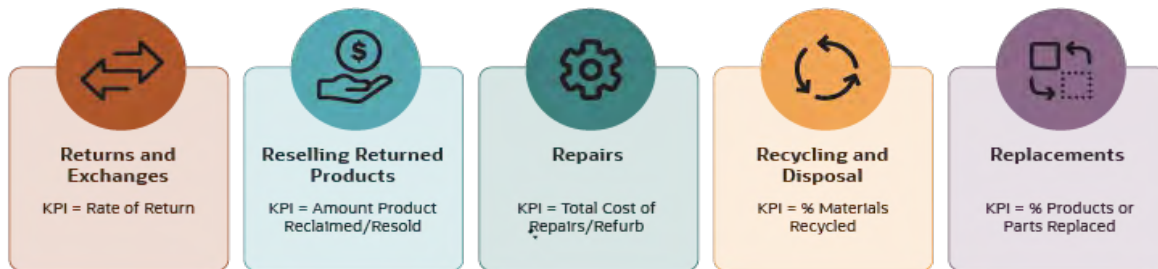 $
Returns and
Exchanges
KPI = Rate of Return
Reselling Returned
Products
KPI = Amount Product
Reclaimed/Resold
Repairs
KPI = Total Cost of
Repairs/Refurb
Recycling and
Disposal
KPI = % Materials
Recycled
Replacements
KPI = % Products or
Parts Replaced